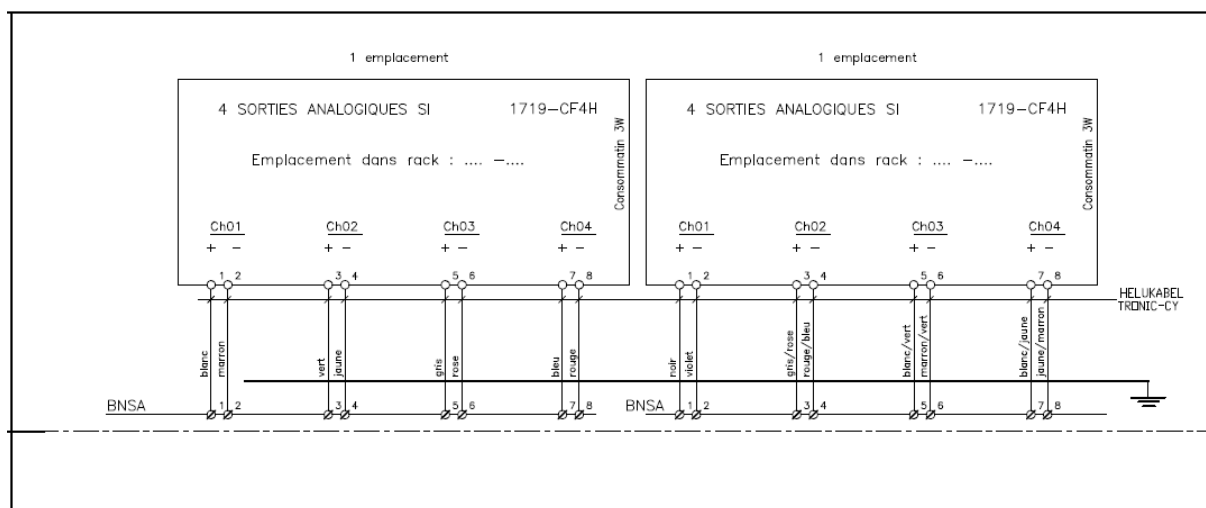 1 emplacement
4 SORTIES ANALOGIQUES SI 1719-CF4H
Consommatin 3W
Emplacement dans rack : .... -....
Ch01 Ch02 Ch03 Ch04
+ - + - + - + -
1 2 3 4 5 6 7 8
blanc
marron
vert
jaune
gris
rose
bleu
rouge
BNSA
1 2 3 4 5 6 7 8
1 emplacement
4 SORTIES ANALOGIQUES SI 1719-CF4H
Consommatin 3W
Emplacement dans rack : .... -....
Ch01 Ch02 Ch03 Ch04
+ - + - + - + -
1 2 3 4 5 6 7 8
HELUKABEL
TRONIC-CY
noir
violet
gris/rose
rouge/bleu
blanc/vert
marron/vert
blanc/jaune
jaune/marron
BNSA
1 2 3 4 5 6 7 8